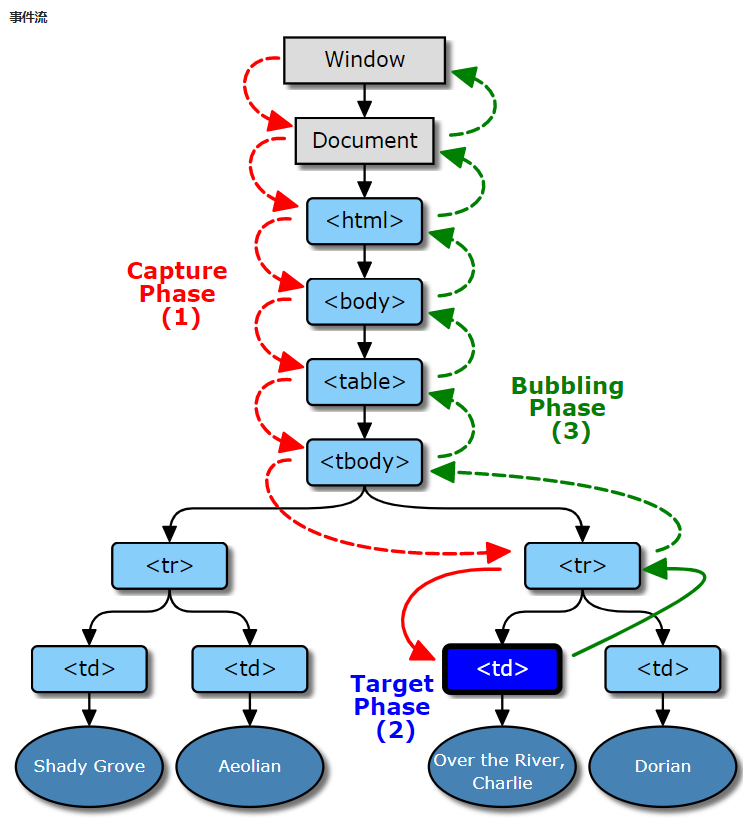 事件流
Window
Document
<html>
Capture
Phase
(1)
<body>
<table>
Bubbling
Phase
(3)
<tbody>
<tr>
<tr>
<td>
<td>
<td>
<td>
Target
Phase
(2)
Shady Grove
Aeolian
Over the River,
Charlie
Dorian